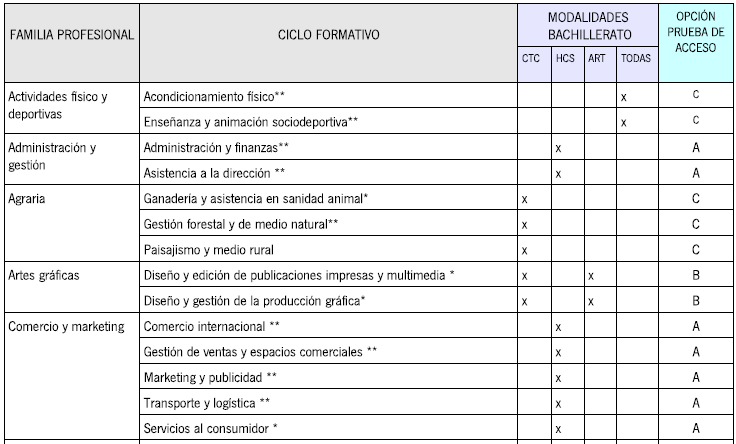 FAMILIA PROFESIONAL CICLO FORMATIVO MODALIDADES BACHILLERATO OPCIÓN PRUEBA DE ACCESO
CTC HCS ART TODAS
Actividades físico y deportivas Acondicionamiento físico** x C
Enseñanza y animación sociodeportiva** x C
Administración y gestión Administración y finanzas** x A
Asistencia a la dirección ** x A
Agraria Ganadería y asistencia en sanidad animal* x C
Gestión forestal y de medio natural** x C
Paisajismo y medio rural x C
Artes gráficas Diseño y edición de publicaciones impresas y multimedia * x x B
Diseño y gestión de la producción gráfica* x x B
Comercio y marketing Comercio internacional ** x A
Gestión de ventas y espacios comerciales ** x A
Marketing y publicidad ** x A
Transporte y logística ** x A
Servicios al consumidor * x A